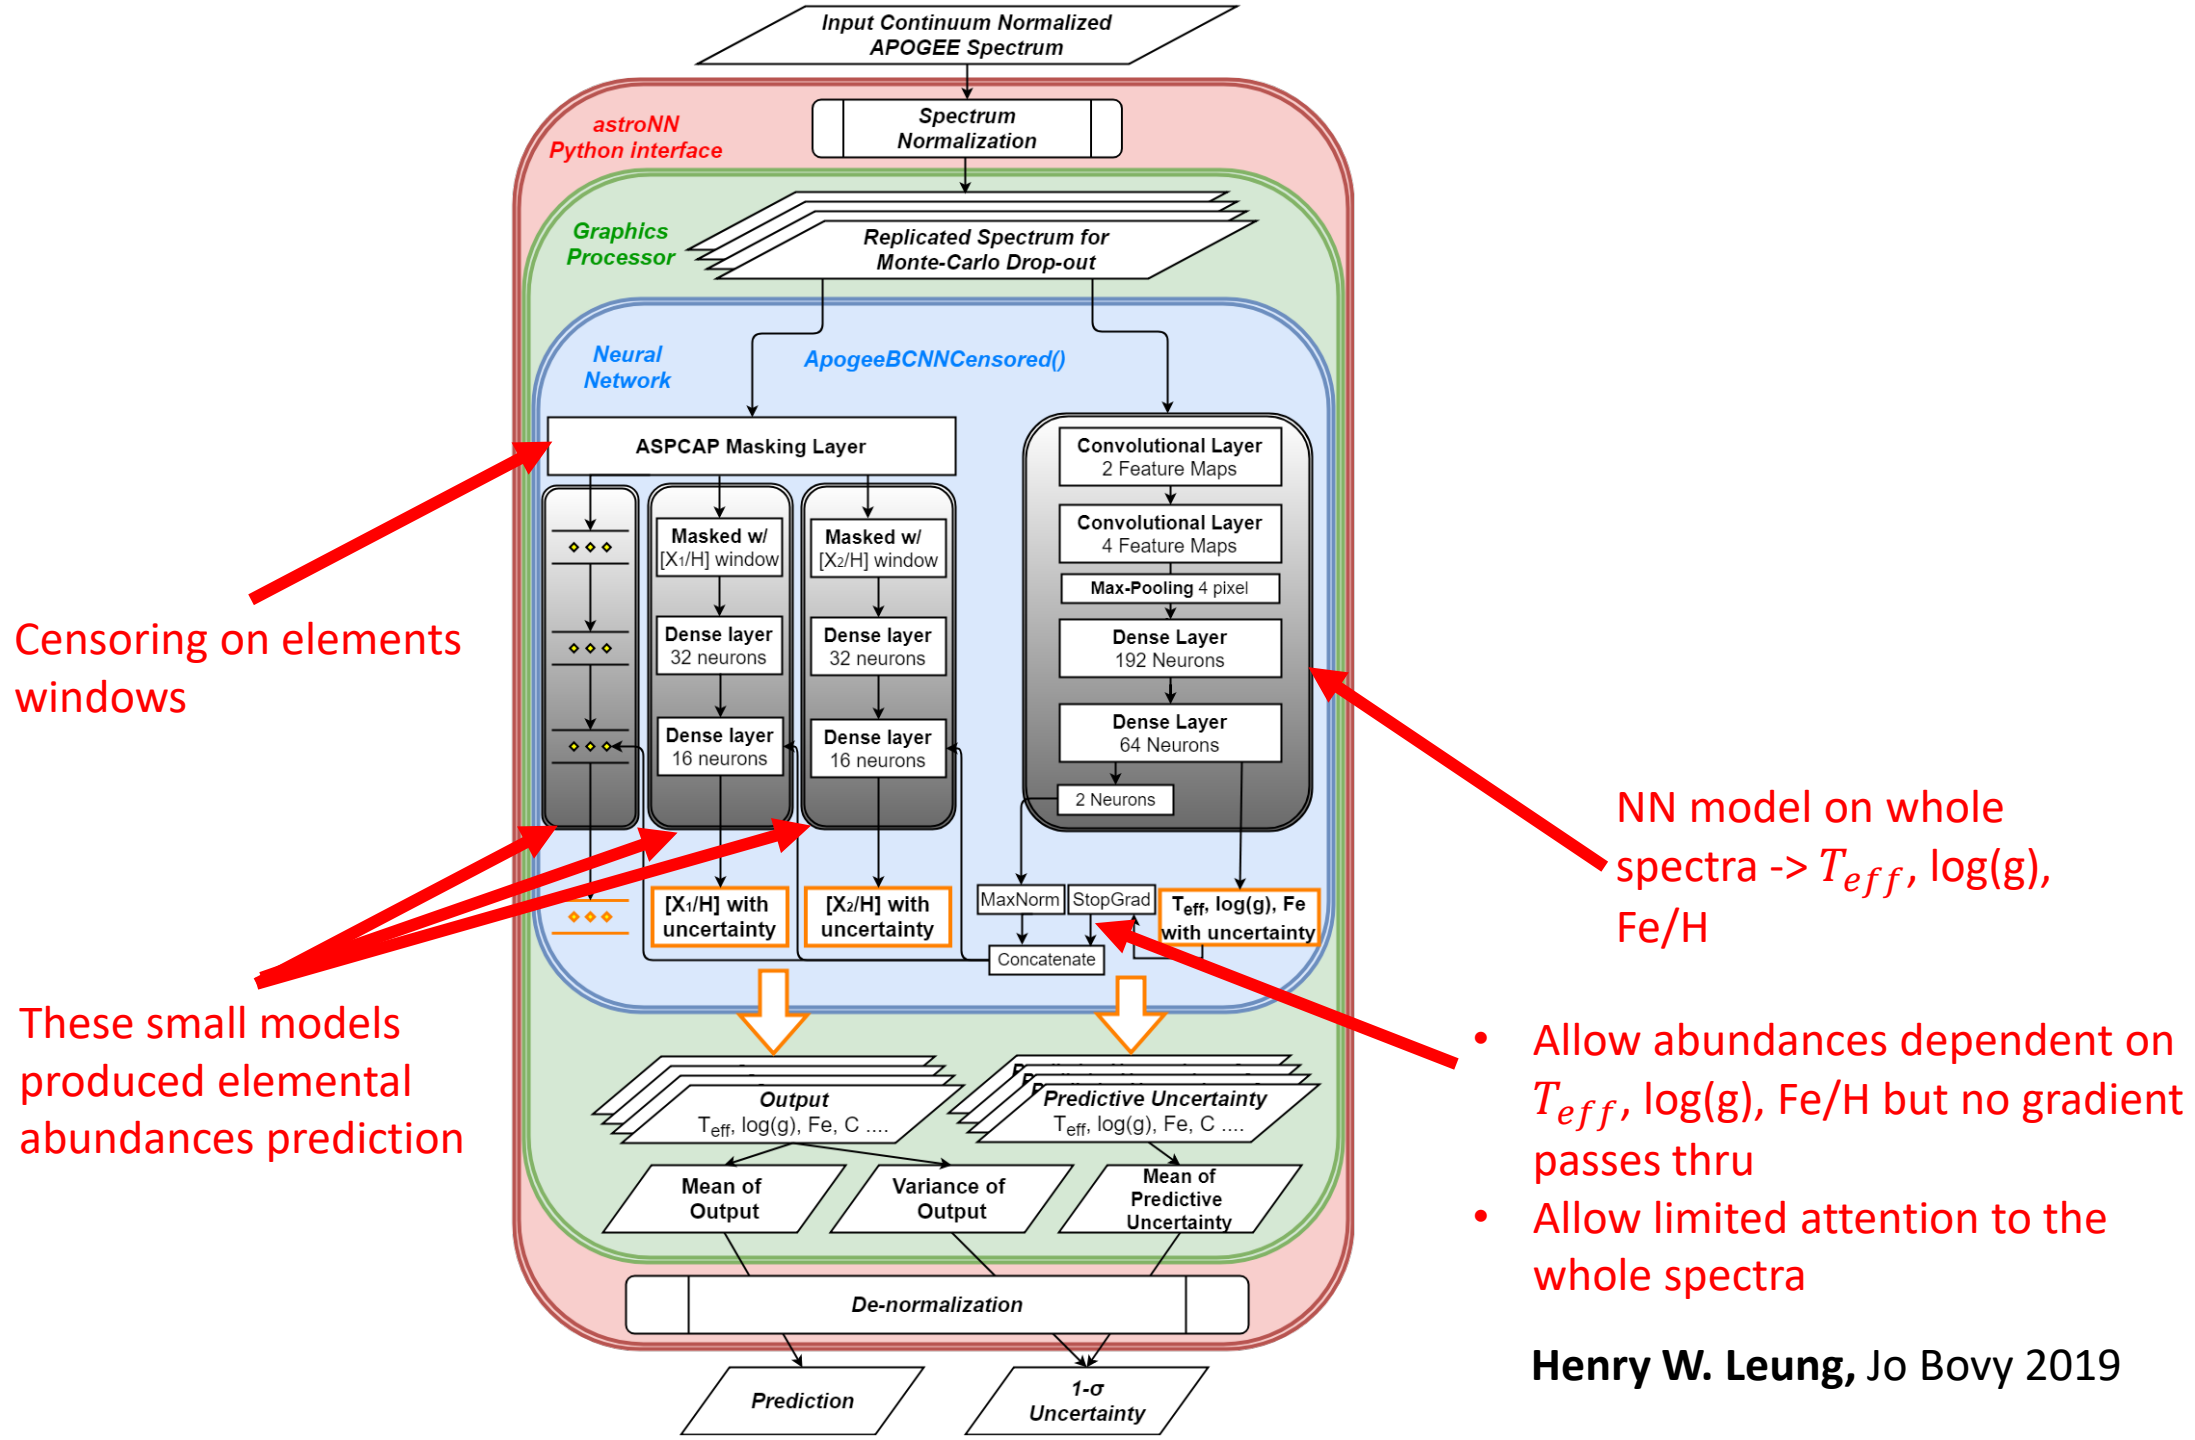 Input Continuum Normalized
APOGEE Spectrum
astroNN
Python interface
Spectrum
Normalization
Graphics
Processor
Replicated Spectrum for
Monte-Carlo Drop-out
Neural
Network
ApogeeBCNNCensored()
ASPCAP Masking Layer
Masked w/
[X₁/H] window
Dense layer
32 neurons
Dense layer
16 neurons
[X₁/H] with
uncertainty
Masked w/
[X₂/H] window
Dense layer
32 neurons
Dense layer
16 neurons
[X₂/H] with
uncertainty
Convolutional Layer
2 Feature Maps
Convolutional Layer
4 Feature Maps
Max-Pooling 4 pixel
Dense Layer
192 Neurons
Dense Layer
64 Neurons
2 Neurons
MaxNorm
StopGrad
T_eff, log(g), Fe
with uncertainty
Concatenate
Output
T_eff, log(g), Fe, C ....
Predictive Uncertainty
T_eff, log(g), Fe, C ....
Mean of
Output
Variance of
Output
Mean of
Predictive
Uncertainty
De-normalization
Prediction
1-σ
Uncertainty
Censoring on elements
windows
These small models
produced elemental
abundances prediction
NN model on whole
spectra -> T_eff, log(g),
Fe/H
• Allow abundances dependent on
T_eff, log(g), Fe/H but no gradient
passes thru
• Allow limited attention to the
whole spectra
Henry W. Leung, Jo Bovy 2019